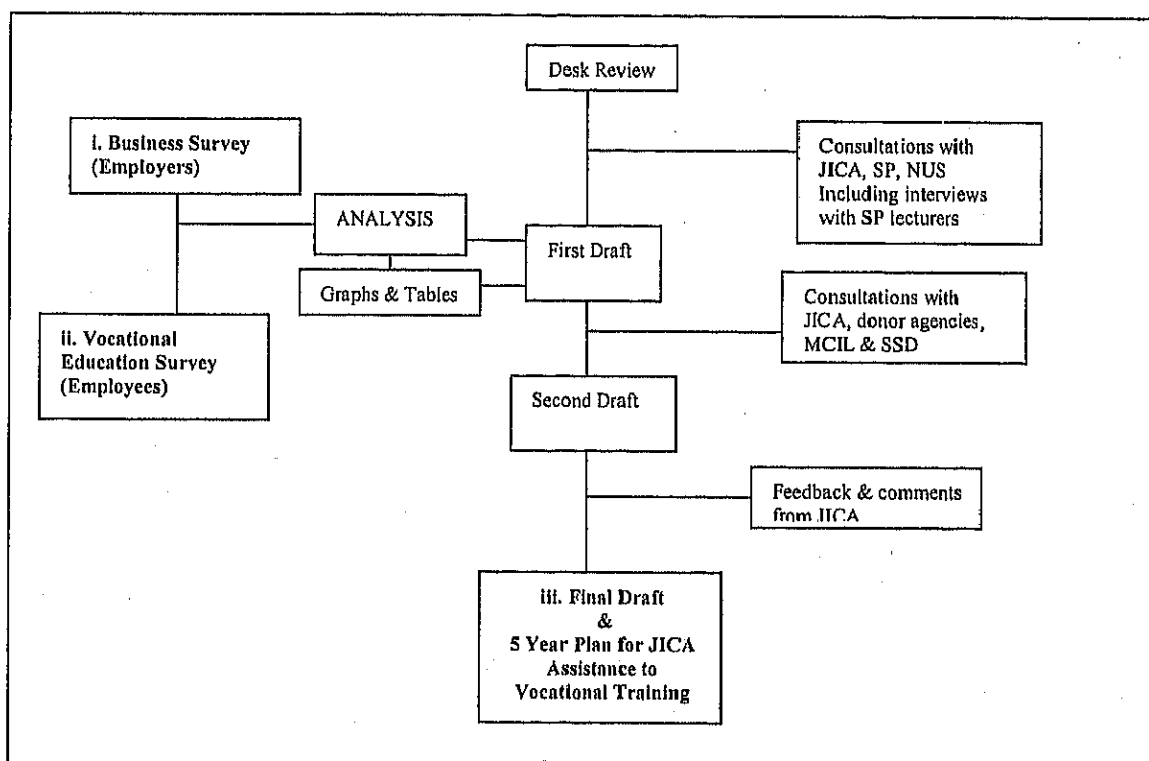 Desk Review
i. Business Survey
(Employers)
Consultations with
JICA, SP, NUS
Including interviews
with SP lecturers
ANALYSIS
First Draft
Graphs & Tables
Consultations with
JICA, donor agencies,
MCIL & SSD
ii. Vocational
Education Survey
(Employees)
Second Draft
Feedback & comments
from JICA
iii. Final Draft
&
5 Year Plan for JICA
Assistance to
Vocational Training